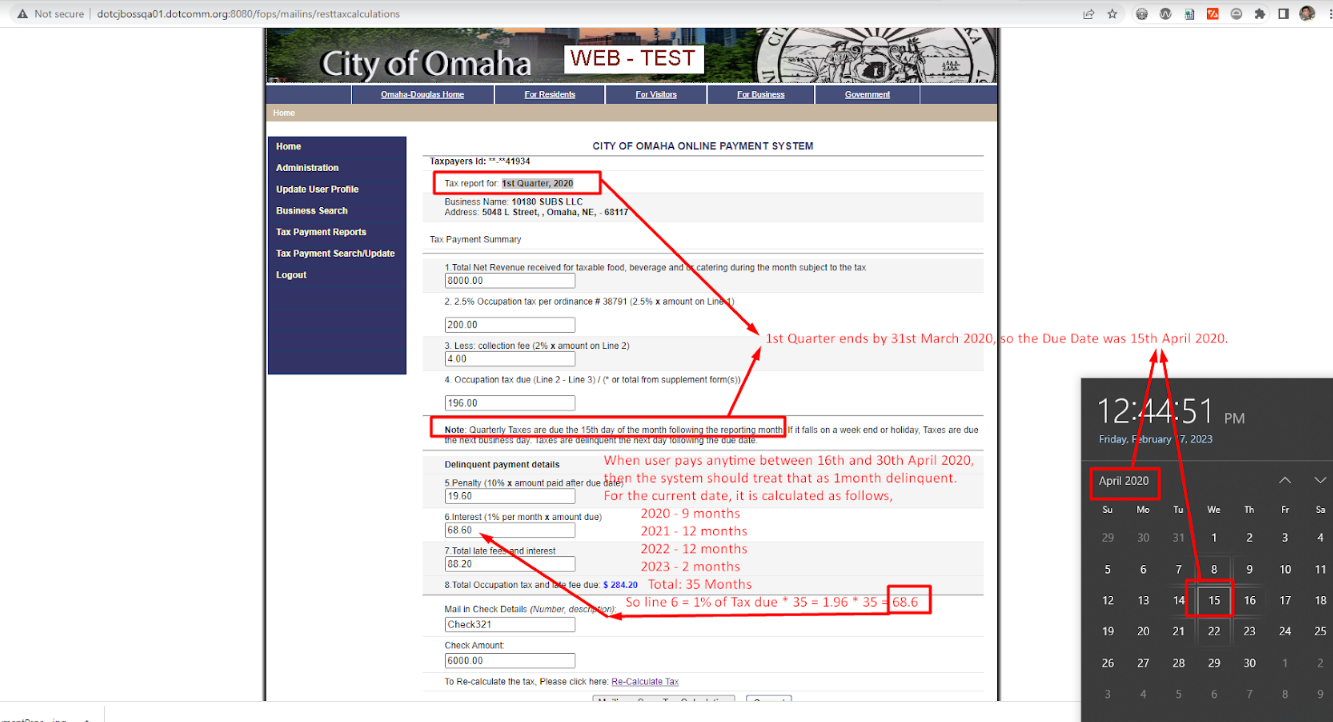 Not secure | dotcjbossqa01.dotcomm.org:8080/fops/mailins/resttaxcalculations
City of Omaha
WEB - TEST
Omaha-Douglas Home
For Residents
For Visitors
For Business
Government
Home
Home
Administration
Update User Profile
Business Search
Tax Payment Reports
Tax Payment Search/Update
Logout
CITY OF OMAHA ONLINE PAYMENT SYSTEM
Taxpayers Id: **-**41934
Tax report for: 1st Quarter, 2020
Business Name: 10180 SUBS LLC
Address: 5048 L Street, , Omaha, NE, - 68117
Tax Payment Summary
1.Total Net Revenue received for taxable food, beverage and or catering during the month subject to the tax
8000.00
2. 2.5% Occupation tax per ordinance # 38791 (2.5% x amount on Line 1)
200.00
3. Less: collection fee (2% x amount on Line 2)
4.00
4. Occupation tax due (Line 2 - Line 3) / (* or total from supplement form(s))
196.00
Note: Quarterly Taxes are due the 15th day of the month following the reporting month. If it falls on a week end or holiday, Taxes are due
the next business day. Taxes are delinquent the next day following the due date.
Delinquent payment details
5.Penalty (10% x amount paid after due date)
19.60
6.Interest (1% per month x amount due)
68.60
7.Total late fees and interest
88.20
8.Total Occupation tax and late fee due: $ 284.20
Mail in Check Details (Number, description):
Check321
Check Amount:
6000.00
To Re-calculate the tax, Please click here: Re-Calculate Tax
1st Quarter ends by 31st March 2020, so the Due Date was 15th April 2020.
When user pays anytime between 16th and 30th April 2020,
then the system should treat that as 1month delinquent.
For the current date, it is calculated as follows,
2020 - 9 months
2021 - 12 months
2022 - 12 months
2023 - 2 months
Total: 35 Months
So line 6 = 1% of Tax due * 35 = 1.96 * 35 = 68.6
12:44:51 PM
Friday, February 17, 2023
April 2020
Su Mo Tu We Th Fr Sa
29 30 31 1 2 3 4
5 6 7 8 9 10 11
12 13 14 15 16 17 18
19 20 21 22 23 24 25
26 27 28 29 30 1 2
3 4 5 6 7 8 9